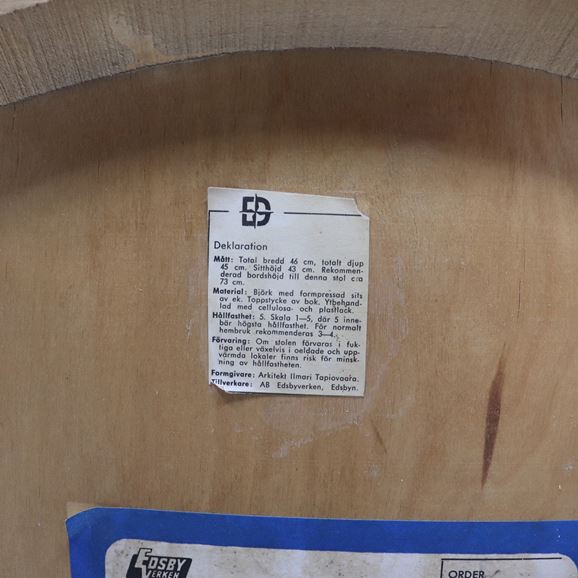 ED
Deklaration
Mått: Total bredd 46 cm, totalt djup
45 cm. Sitthöjd 43 cm. Rekommen-
derad bordshöjd till denna stol c:a
73 cm.
Material: Björk med formpressad sits
av ek. Toppstycke av bok. Ytbehand-
lad med cellulosa- och plastlack.
Hållfasthet: 5. Skala 1—5, där 5 inne-
bär högsta hållfasthet. För normalt
hembruk rekommenderas 3—4.
Förvaring: Om stolen förvaras i fuk-
tiga eller växelvis i oeldade och upp-
värmda lokaler finns risk för minsk-
ning av hållfastheten.
Formgivare: Arkitekt Ilmari Tapiovaara.
Tillverkare: AB Edsbyverken, Edsbyn.
EDSBY
VERKEN
ORDER